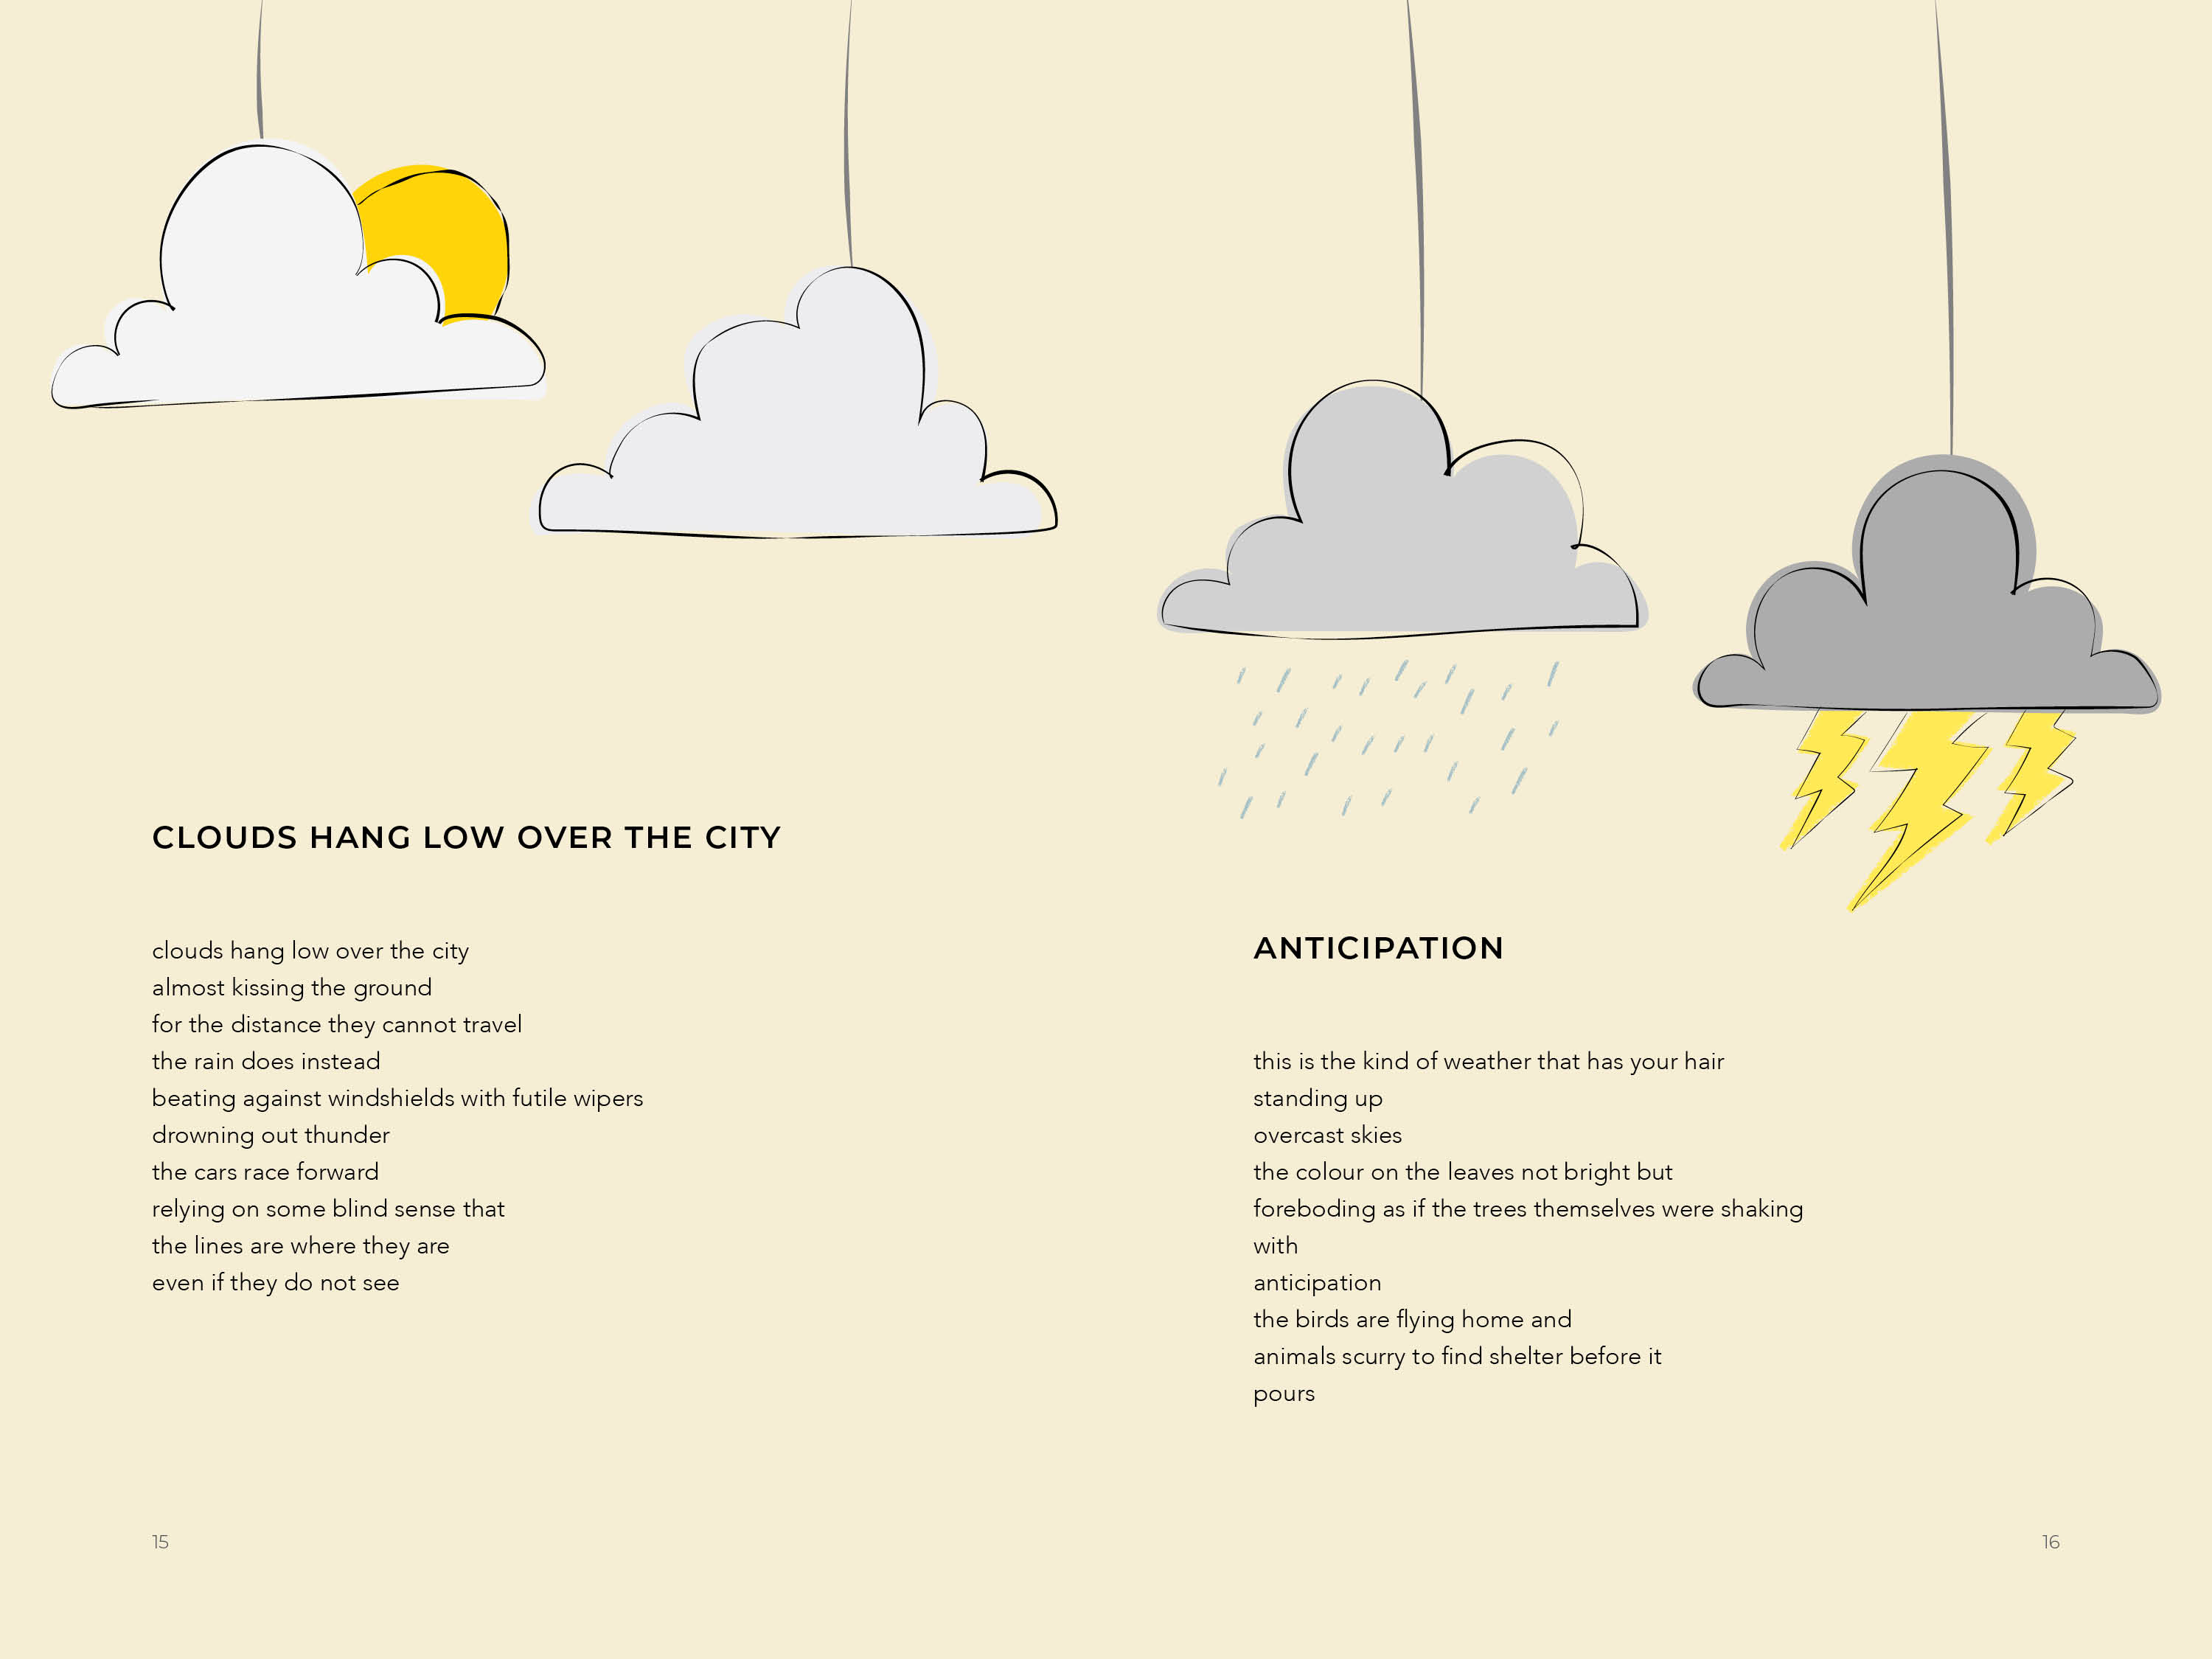 CLOUDS HANG LOW OVER THE CITY
clouds hang low over the city
almost kissing the ground
for the distance they cannot travel
the rain does instead
beating against windshields with futile wipers
drowning out thunder
the cars race forward
relying on some blind sense that
the lines are where they are
even if they do not see
15
ANTICIPATION
this is the kind of weather that has your hair
standing up
overcast skies
the colour on the leaves not bright but
foreboding as if the trees themselves were shaking
with
anticipation
the birds are flying home and
animals scurry to find shelter before it
pours
16